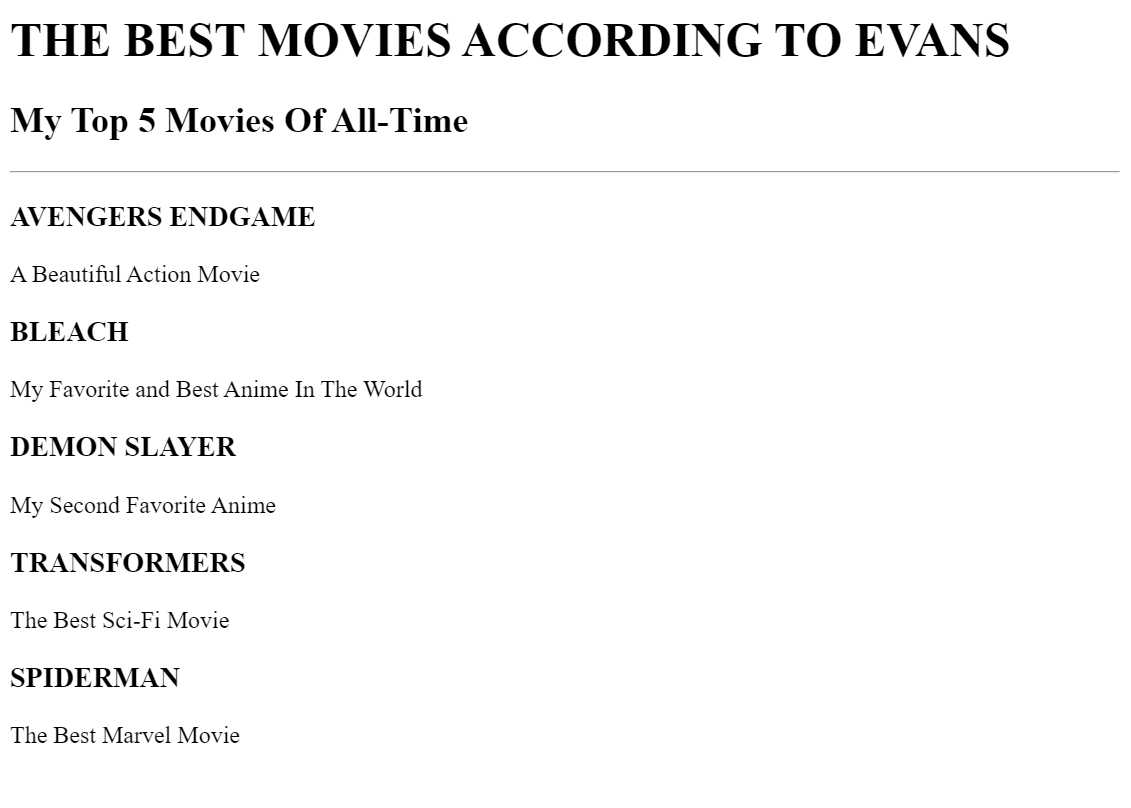 THE BEST MOVIES ACCORDING TO EVANS
My Top 5 Movies Of All-Time
AVENGERS ENDGAME
A Beautiful Action Movie
BLEACH
My Favorite and Best Anime In The World
DEMON SLAYER
My Second Favorite Anime
TRANSFORMERS
The Best Sci-Fi Movie
SPIDERMAN
The Best Marvel Movie